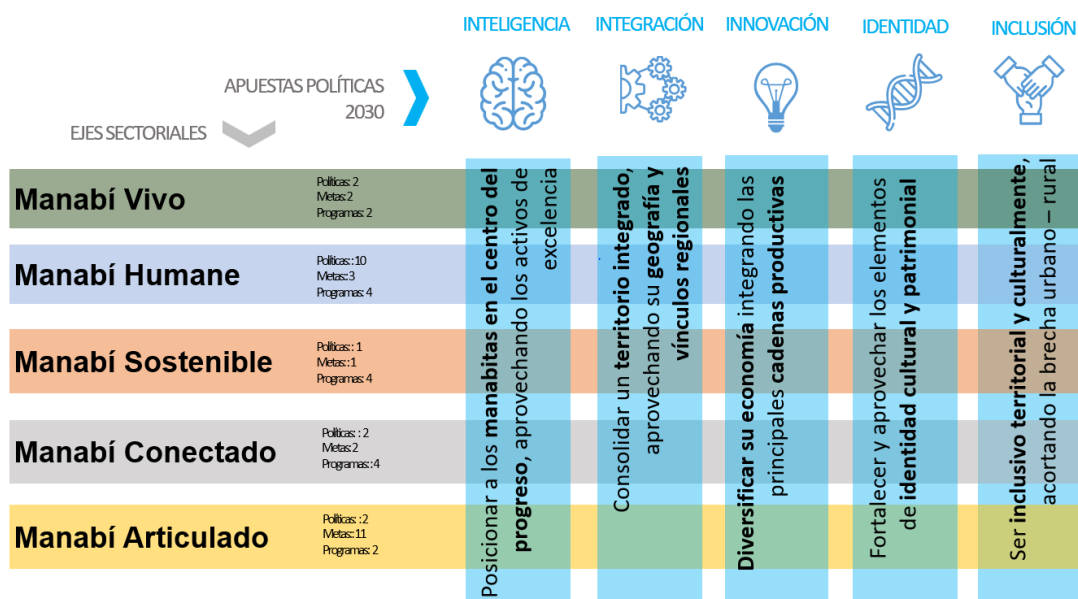 INTELIGENCIA
INTEGRACIÓN
INNOVACIÓN
IDENTIDAD
INCLUSIÓN
APUESTAS POLÍTICAS
2030
EJES SECTORIALES
Manabí Vivo
Políticas: 2
Metas: 2
Programas: 2
Manabí Humane
Políticas: :10
Metas: :3
Programas: 4
Manabí Sostenible
Políticas: : 1
Metas: :1
Programas: 4
Manabí Conectado
Políticas: : 2
Metas: 2
Programas: :4
Manabí Articulado
Políticas: :2
Metas: :11
Programas: 2
Posicionar a los manabitas en el centro del
progreso, aprovechando los activos de
excelencia
Consolidar un territorio integrado,
aprovechando su geografía y
vínculos regionales
Diversificar su economía integrando las
principales cadenas productivas
Fortalecer y aprovechar los elementos
de identidad cultural y patrimonial
Ser inclusivo territorial y culturalmente,
acortando la brecha urbano – rural